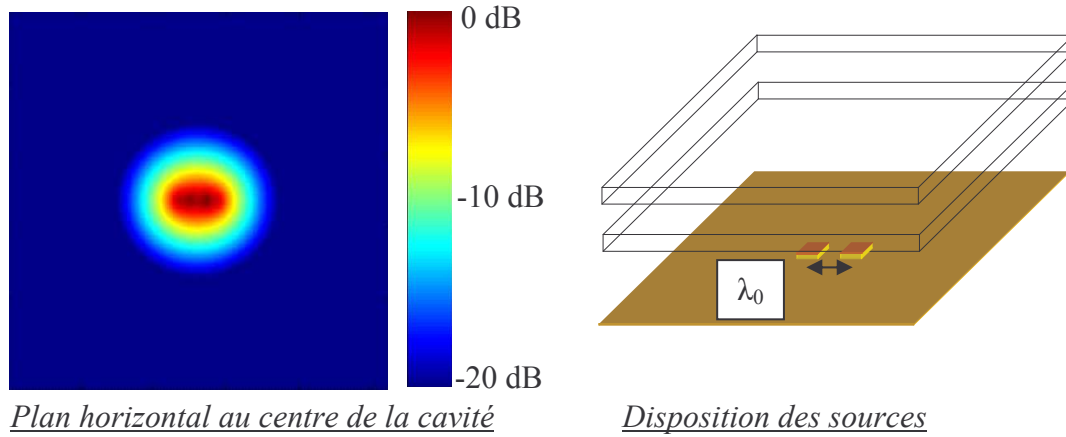 0 dB
-10 dB
-20 dB
λ₀
Plan horizontal au centre de la cavité
Disposition des sources